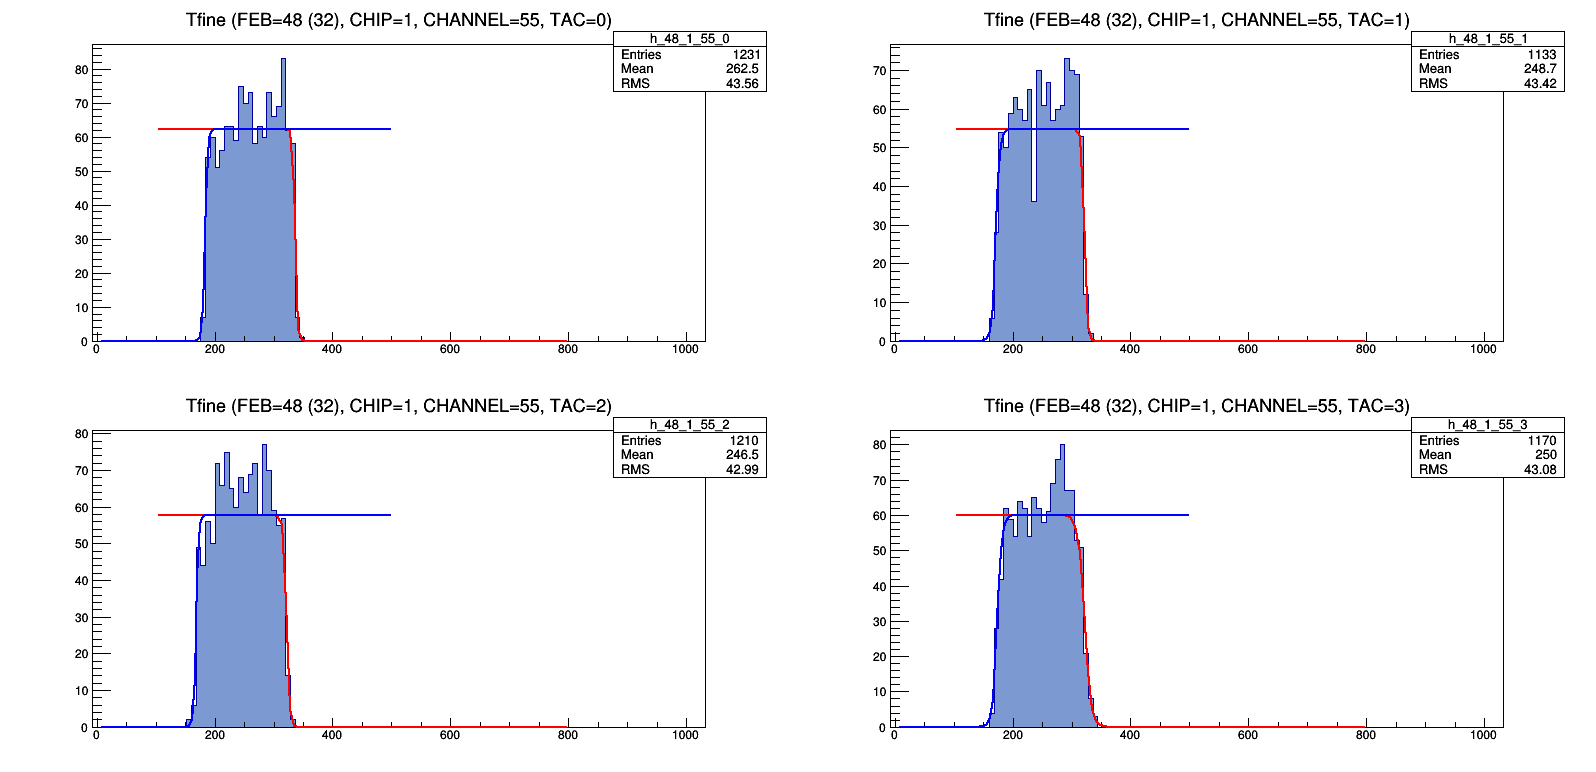 Tfine (FEB=48 (32), CHIP=1, CHANNEL=55, TAC=0)
h_48_1_55_0
Entries 1231
Mean 262.5
RMS 43.56
80
70
60
50
40
30
20
10
0
0 200 400 600 800 1000
Tfine (FEB=48 (32), CHIP=1, CHANNEL=55, TAC=1)
h_48_1_55_1
Entries 1133
Mean 248.7
RMS 43.42
70
60
50
40
30
20
10
0
0 200 400 600 800 1000
Tfine (FEB=48 (32), CHIP=1, CHANNEL=55, TAC=2)
h_48_1_55_2
Entries 1210
Mean 246.5
RMS 42.99
80
70
60
50
40
30
20
10
0
0 200 400 600 800 1000
Tfine (FEB=48 (32), CHIP=1, CHANNEL=55, TAC=3)
h_48_1_55_3
Entries 1170
Mean 250
RMS 43.08
80
70
60
50
40
30
20
10
0
0 200 400 600 800 1000